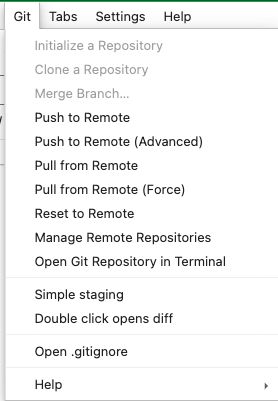 Git Tabs Settings Help
Initialize a Repository
Clone a Repository
Merge Branch...
Push to Remote
Push to Remote (Advanced)
Pull from Remote
Pull from Remote (Force)
Reset to Remote
Manage Remote Repositories
Open Git Repository in Terminal
Simple staging
Double click opens diff
Open .gitignore
Help